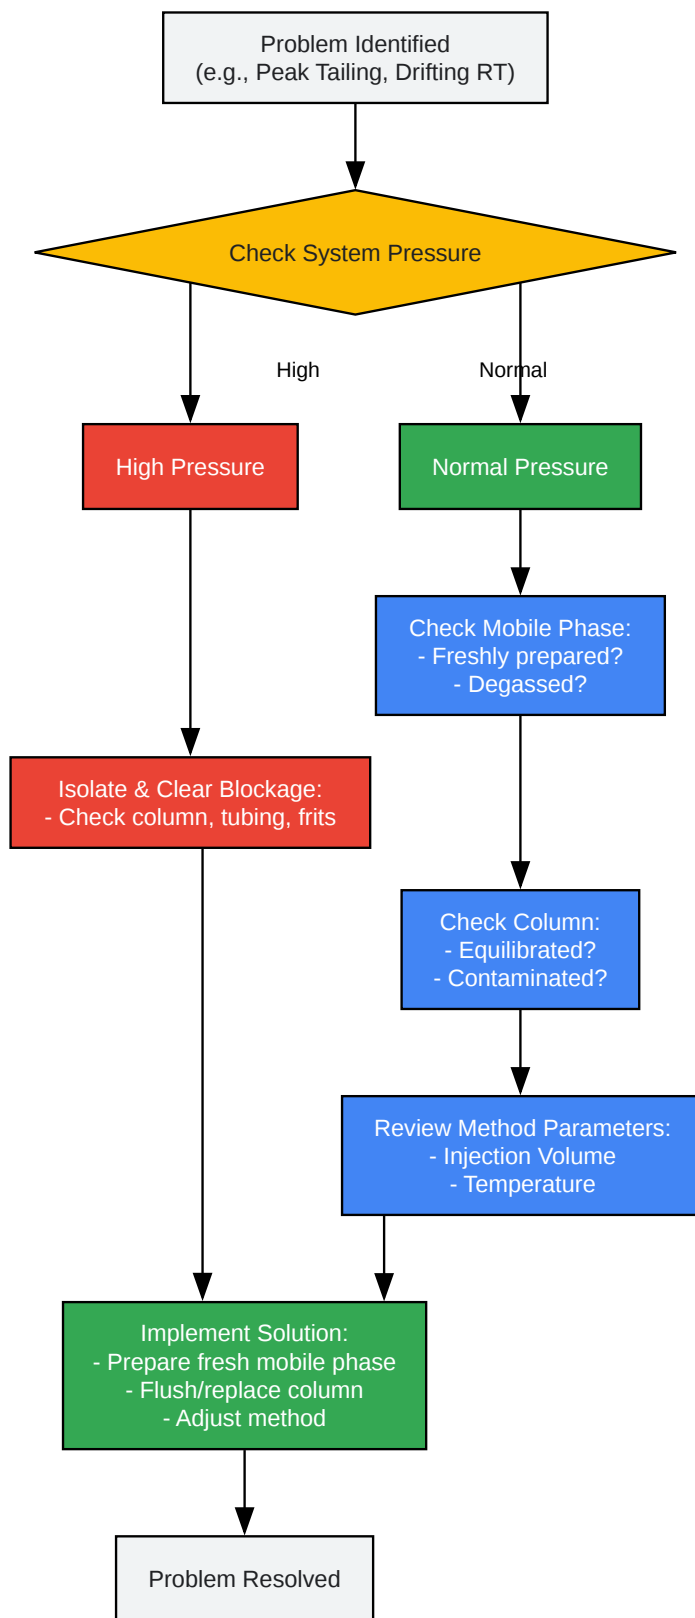 Problem Identified
(e.g., Peak Tailing, Drifting RT)
Check System Pressure
High
Normal
High Pressure
Normal Pressure
Check Mobile Phase:
- Freshly prepared?
- Degassed?
Isolate & Clear Blockage:
- Check column, tubing, frits
Check Column:
- Equilibrated?
- Contaminated?
Review Method Parameters:
- Injection Volume
- Temperature
Implement Solution:
- Prepare fresh mobile phase
- Flush/replace column
- Adjust method
Problem Resolved